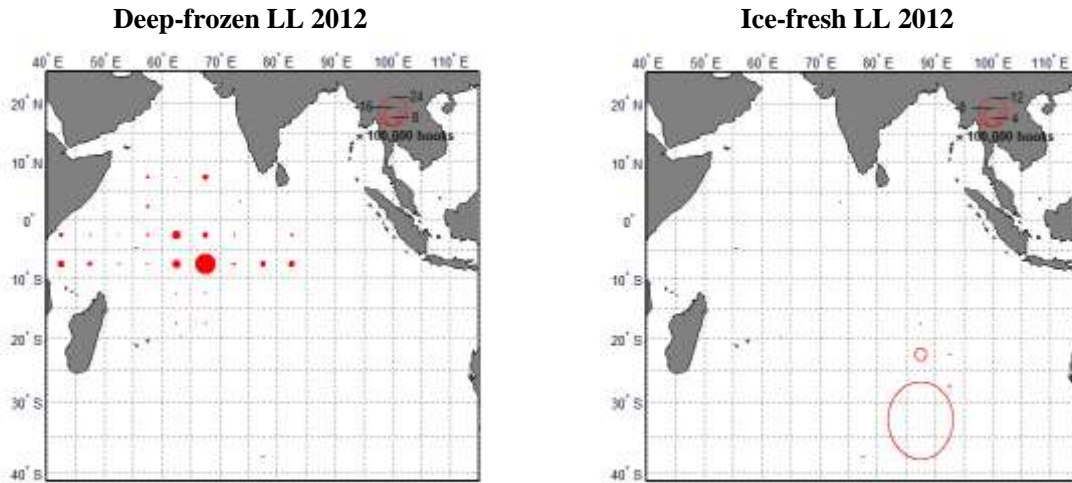 Deep-frozen LL 2012
Ice-fresh LL 2012
40° E 50° E 60° E 70° E 80° E 90° E 100° E 110° E
20° N
10° N
0°
10° S
20° S
30° S
40° S
16
24
8
* 100,000 hooks
40° E 50° E 60° E 70° E 80° E 90° E 100° E 110° E
20° N
10° N
0°
10° S
20° S
30° S
40° S
12
4
* 100,000 hooks